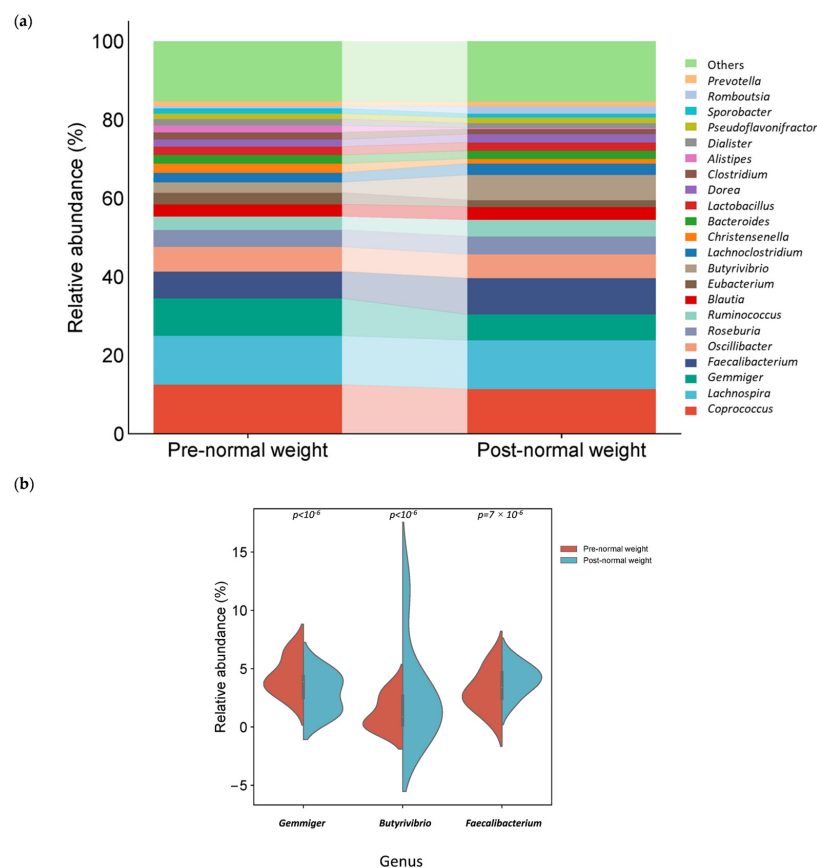 (a)
100
80
60
40
20
0
Relative abundance (%)
Pre-normal weight
Post-normal weight
Others
Prevotella
Romboutsia
Sporobacter
Pseudoflavonifractor
Dialister
Alistipes
Clostridium
Dorea
Lactobacillus
Bacteroides
Christensenella
Lachnoclostridium
Butyrivibrio
Eubacterium
Blautia
Ruminococcus
Roseburia
Oscillibacter
Faecalibacterium
Gemmiger
Lachnospira
Coprococcus
(b)
p<10⁻⁶ p<10⁻⁶ p=7 × 10⁻⁶
15
10
5
0
−5
Relative abundance (%)
Pre-normal weight
Post-normal weight
Gemmiger Butyrivibrio Faecalibacterium
Genus